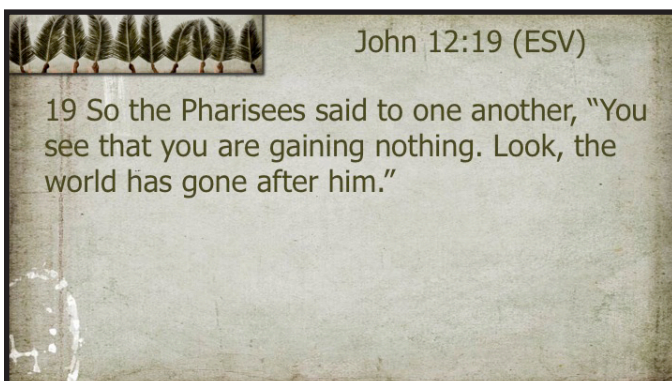 John 12:19 (ESV)
19 So the Pharisees said to one another, “You
see that you are gaining nothing. Look, the
world has gone after him.”